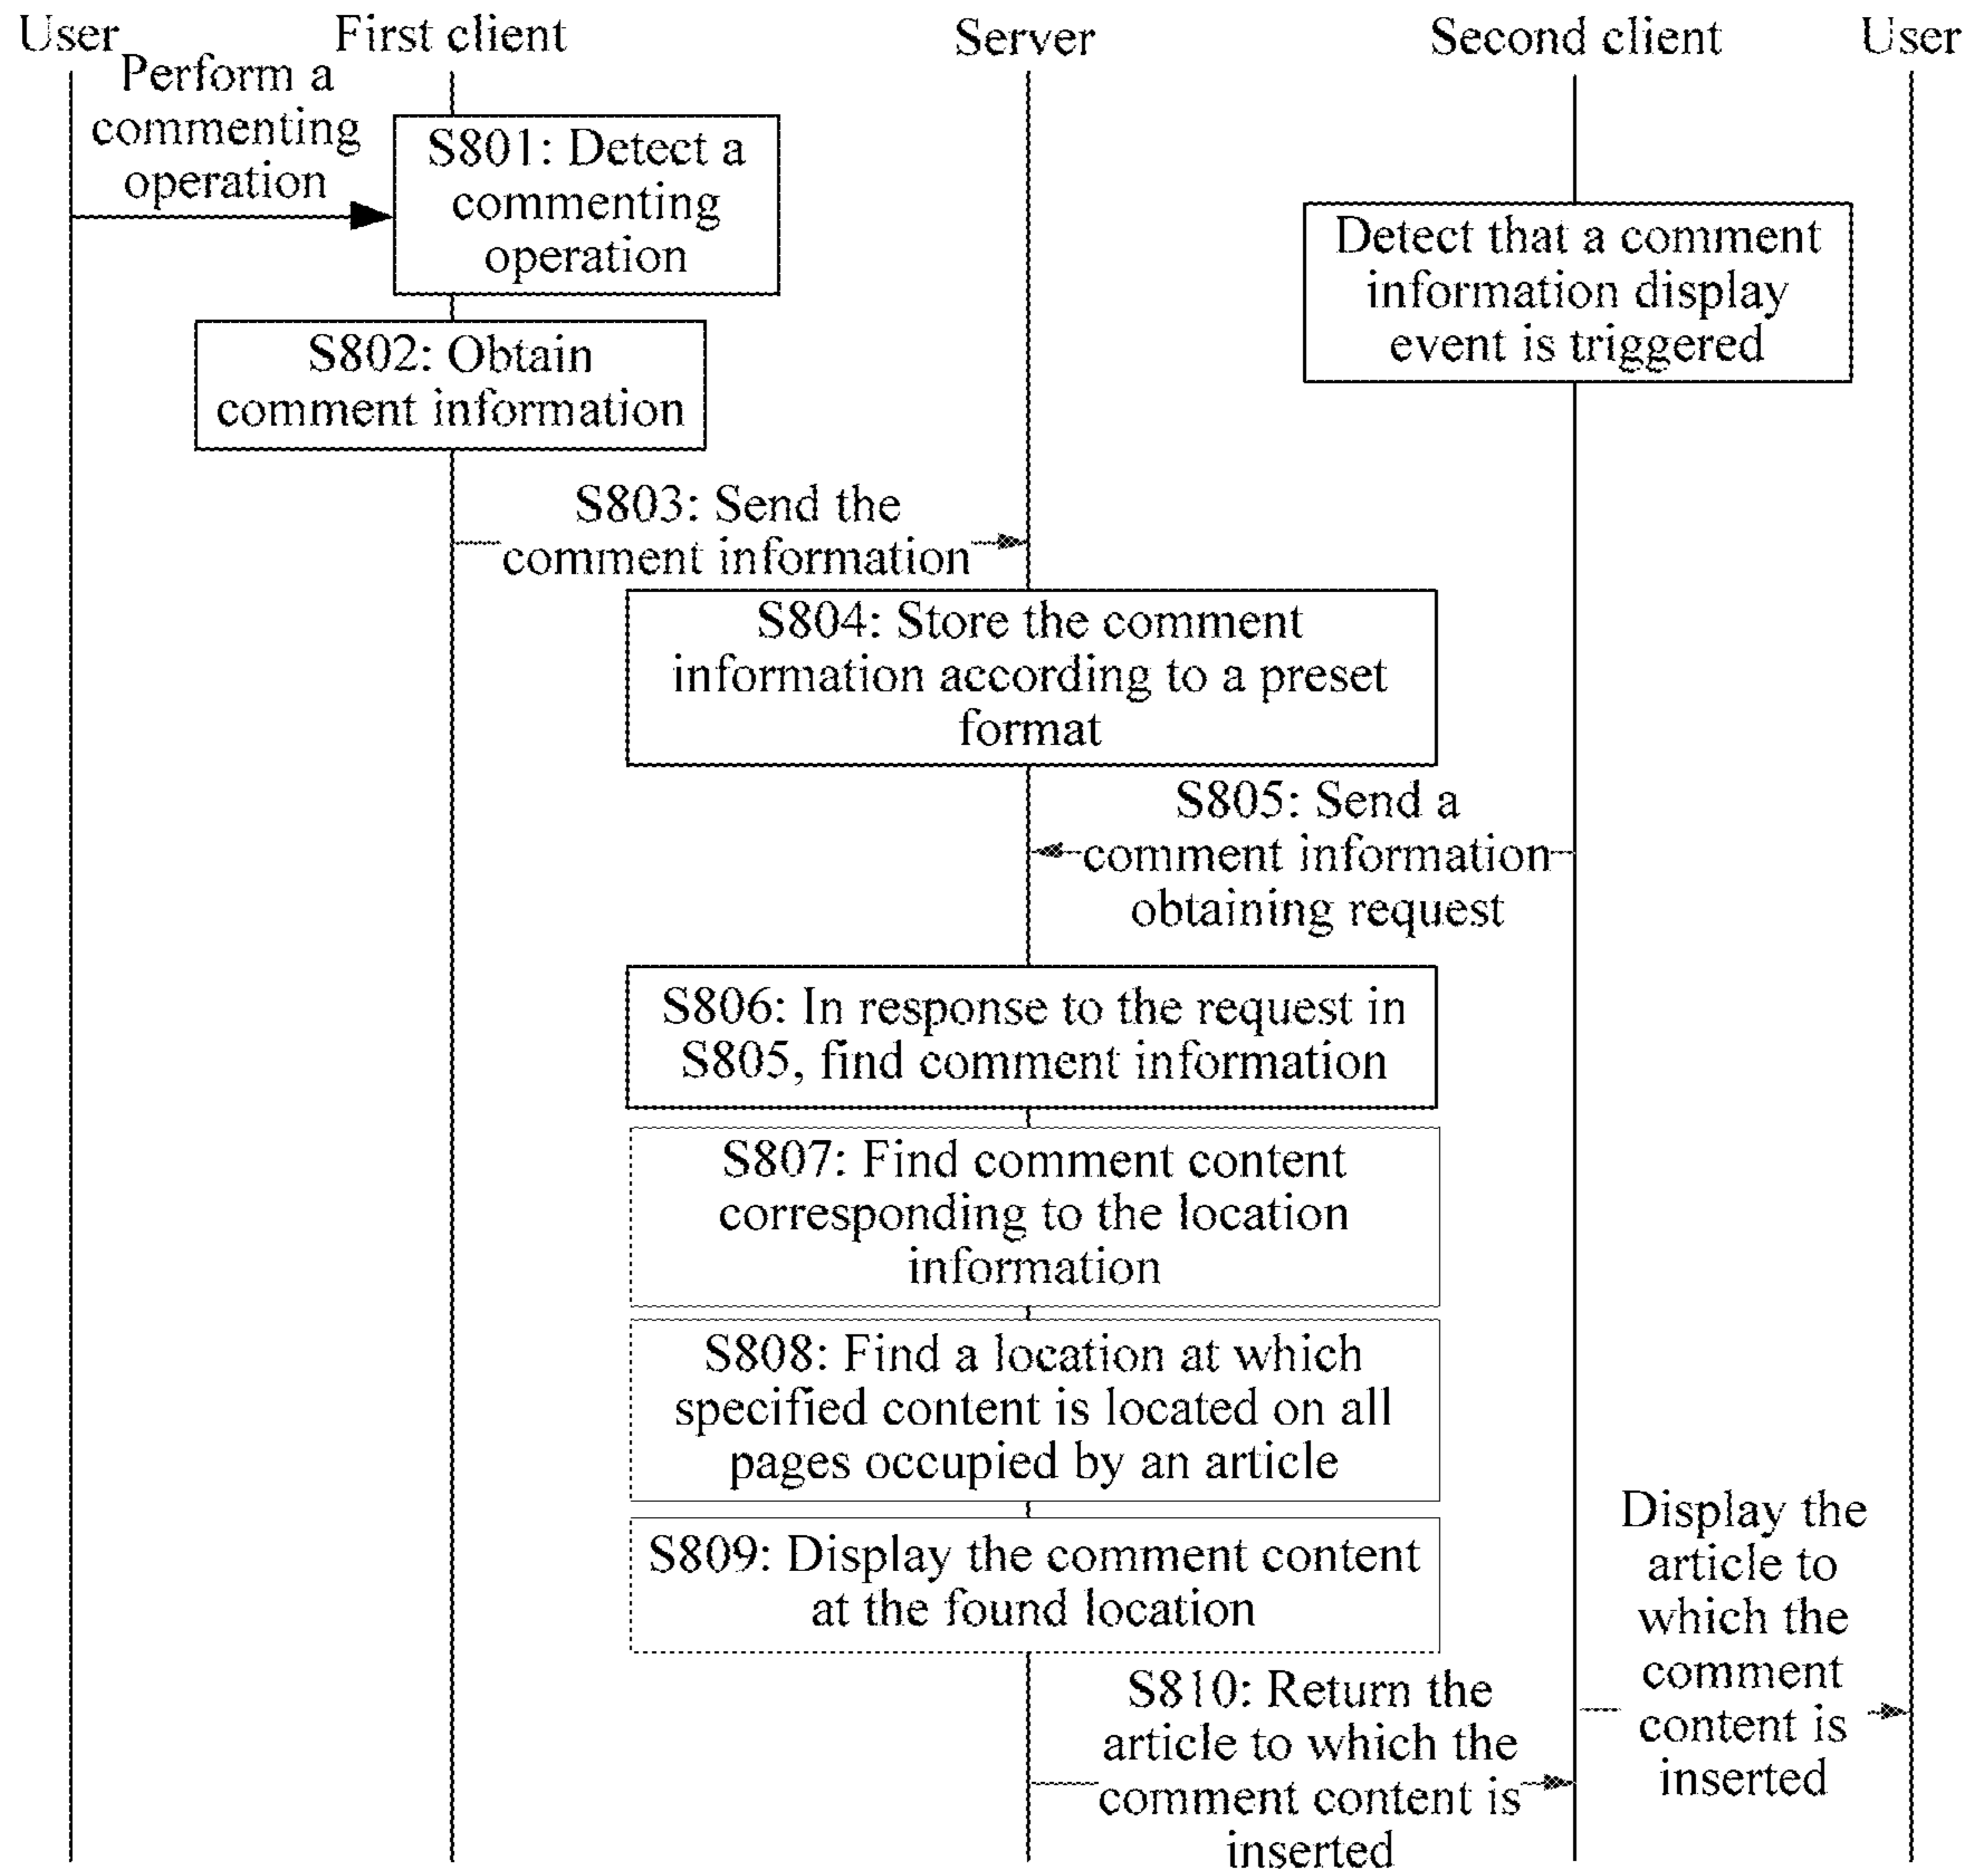 User
First client
Server
Second client
User
Perform a
commenting
operation
S801: Detect a
commenting
operation
Detect that a comment
information display
event is triggered
S802: Obtain
comment information
S803: Send the
comment information
S804: Store the comment
information according to a preset
format
S805: Send a
comment information
obtaining request
S806: In response to the request in
S805, find comment information
S807: Find comment content
corresponding to the location
information
S808: Find a location at which
specified content is located on all
pages occupied by an article
S809: Display the comment content
at the found location
S810: Return the
article to which the
comment content is
inserted
Display the
article to
which the
comment
content is
inserted